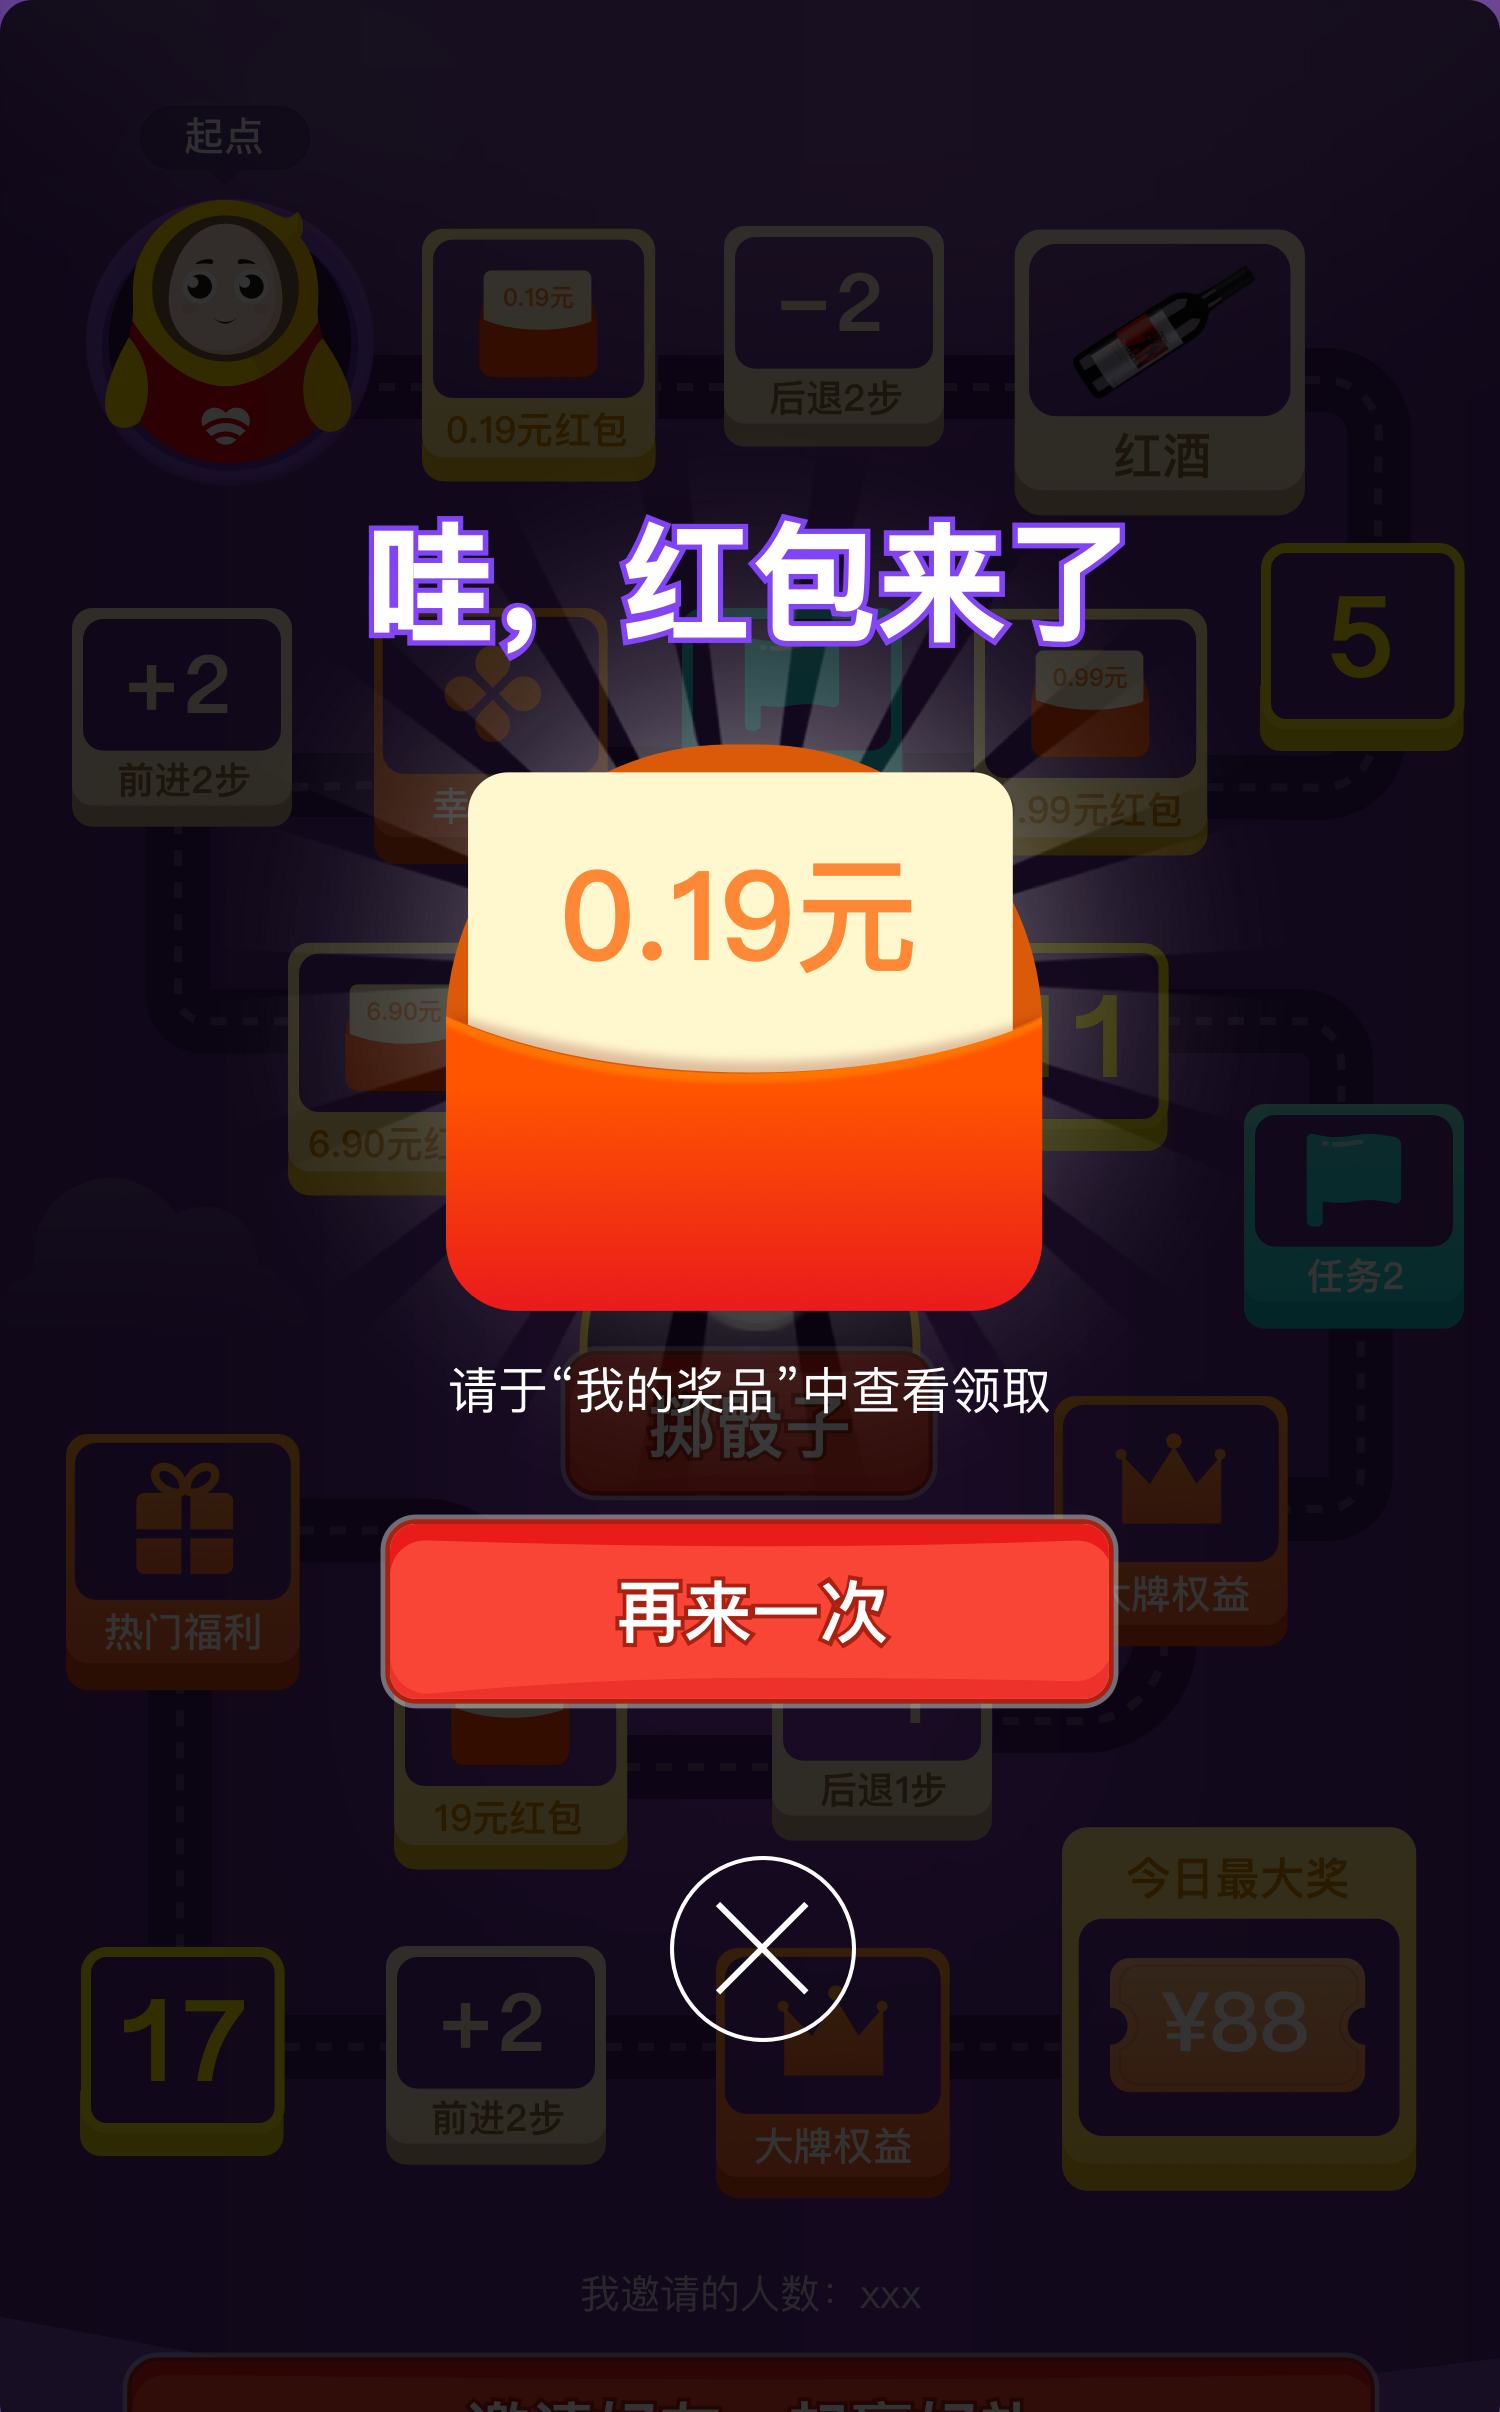 起点
0.19元
0.19元红包
-2
后退2步
红酒
哇，红包来了
5
+2
前进2步
幸
0.99元
.99元红包
0.19元
6.90元
6.90元红
11
任务2
请于“我的奖品”中查看领取
掷骰子
再来一次
热门福利
大牌权益
19元红包
后退1步
今日最大奖
¥88
17
+2
前进2步
大牌权益
我邀请的人数：xxx